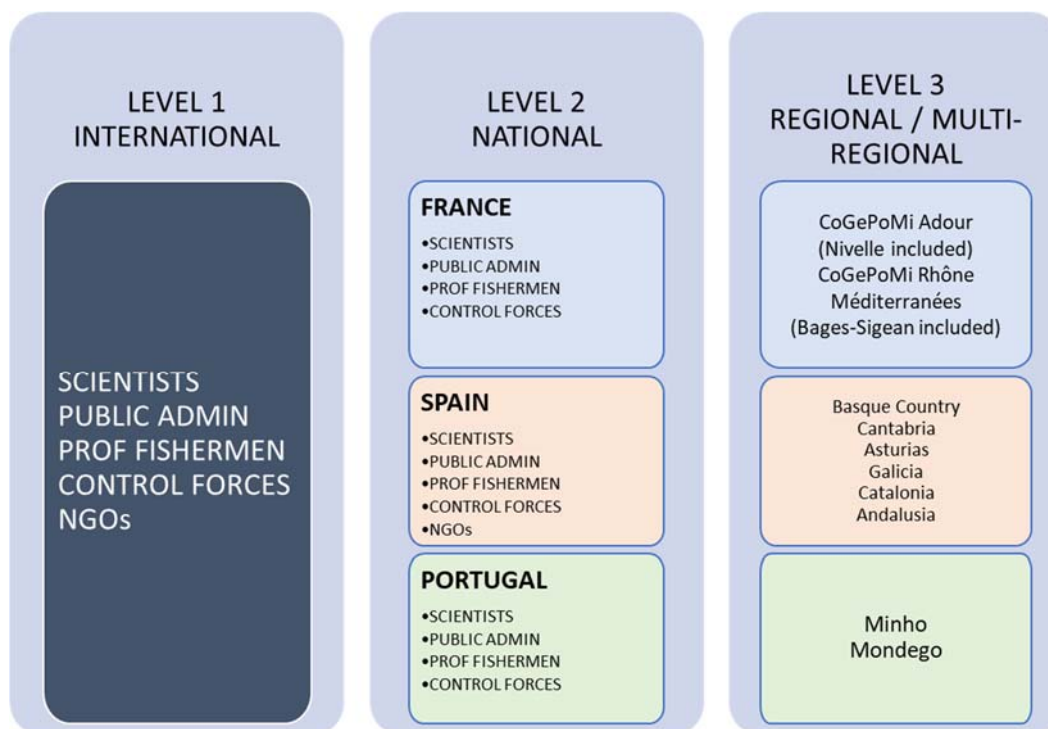 LEVEL 1
INTERNATIONAL
SCIENTISTS
PUBLIC ADMIN
PROF FISHERMEN
CONTROL FORCES
NGOs
LEVEL 2
NATIONAL
FRANCE
•SCIENTISTS
•PUBLIC ADMIN
•PROF FISHERMEN
•CONTROL FORCES
SPAIN
•SCIENTISTS
•PUBLIC ADMIN
•PROF FISHERMEN
•CONTROL FORCES
•NGOs
PORTUGAL
•SCIENTISTS
•PUBLIC ADMIN
•PROF FISHERMEN
•CONTROL FORCES
LEVEL 3
REGIONAL / MULTI-
REGIONAL
CoGePoMi Adour
(Nivelle included)
CoGePoMi Rhône
Méditerranées
(Bages-Sigean included)
Basque Country
Cantabria
Asturias
Galicia
Catalonia
Andalusia
Minho
Mondego